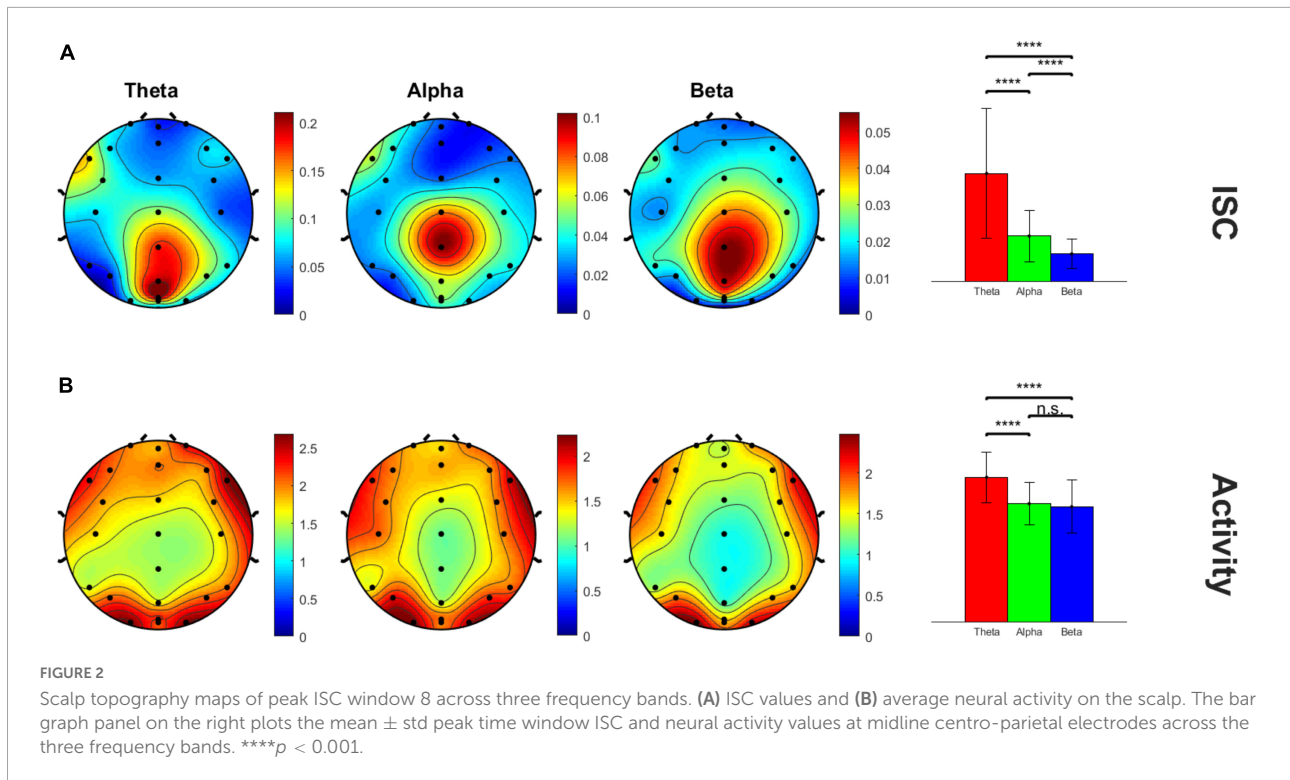 A
Theta
Alpha
Beta
0.2
0.15
0.1
0.05
0
0.1
0.08
0.06
0.04
0.02
0
0.05
0.04
0.03
0.02
0.01
0
****
****
****
Theta
Alpha
Beta
ISC
B
2.5
2
1.5
1
0.5
0
2
1.5
1
0.5
0
2
1.5
1
0.5
0
****
n.s.
****
Theta
Alpha
Beta
Activity
FIGURE 2
Scalp topography maps of peak ISC window 8 across three frequency bands. (A) ISC values and (B) average neural activity on the scalp. The bar
graph panel on the right plots the mean ± std peak time window ISC and neural activity values at midline centro-parietal electrodes across the
three frequency bands. ****p < 0.001.